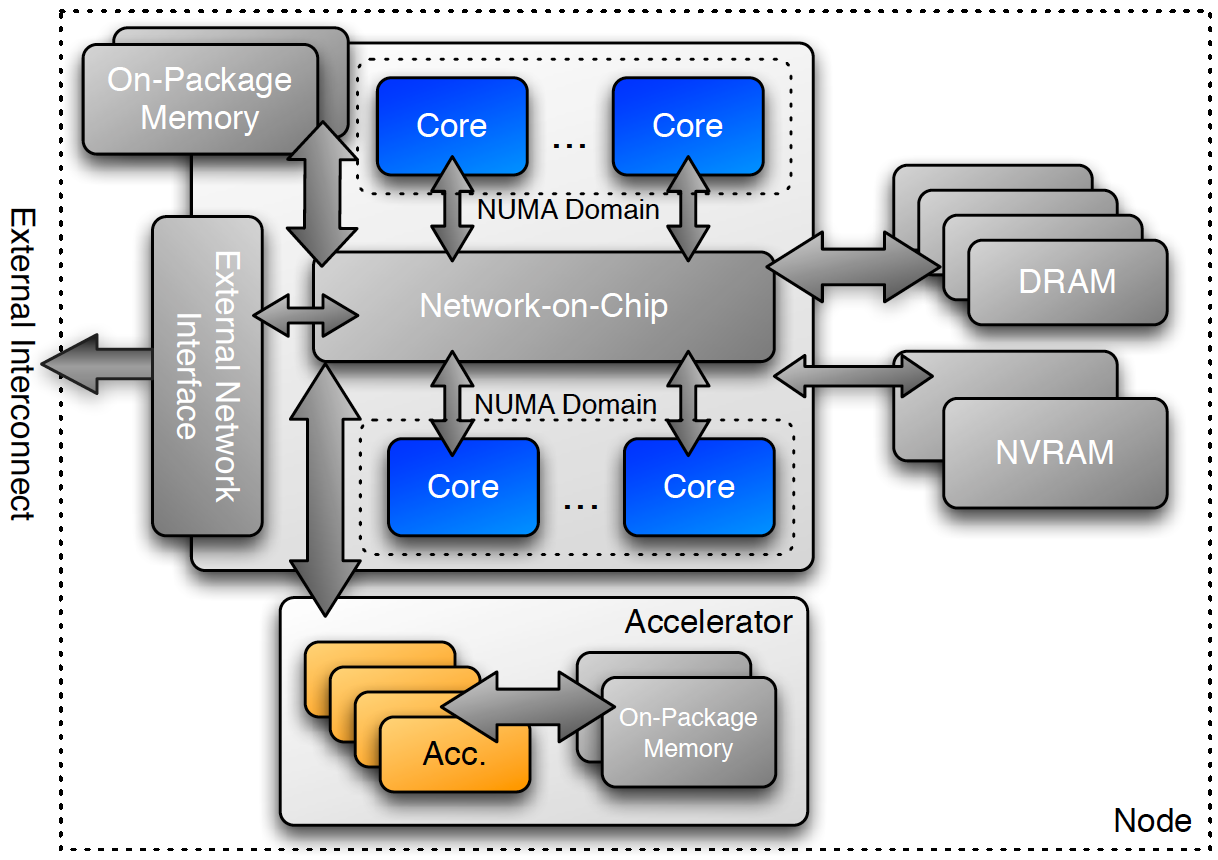 On-Package
Memory
Core
...
Core
NUMA Domain
External Interconnect
External Network
Interface
Network-on-Chip
DRAM
NUMA Domain
NVRAM
Core
...
Core
Accelerator
Acc.
On-Package
Memory
Node